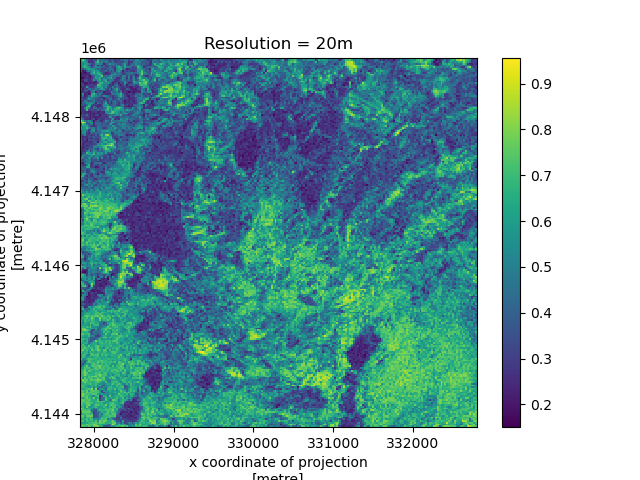 Resolution = 20m
1e6
4.148
4.147
4.146
4.145
4.144
y coordinate of projection
[metre]
328000 329000 330000 331000 332000
x coordinate of projection
[metre]
0.9
0.8
0.7
0.6
0.5
0.4
0.3
0.2